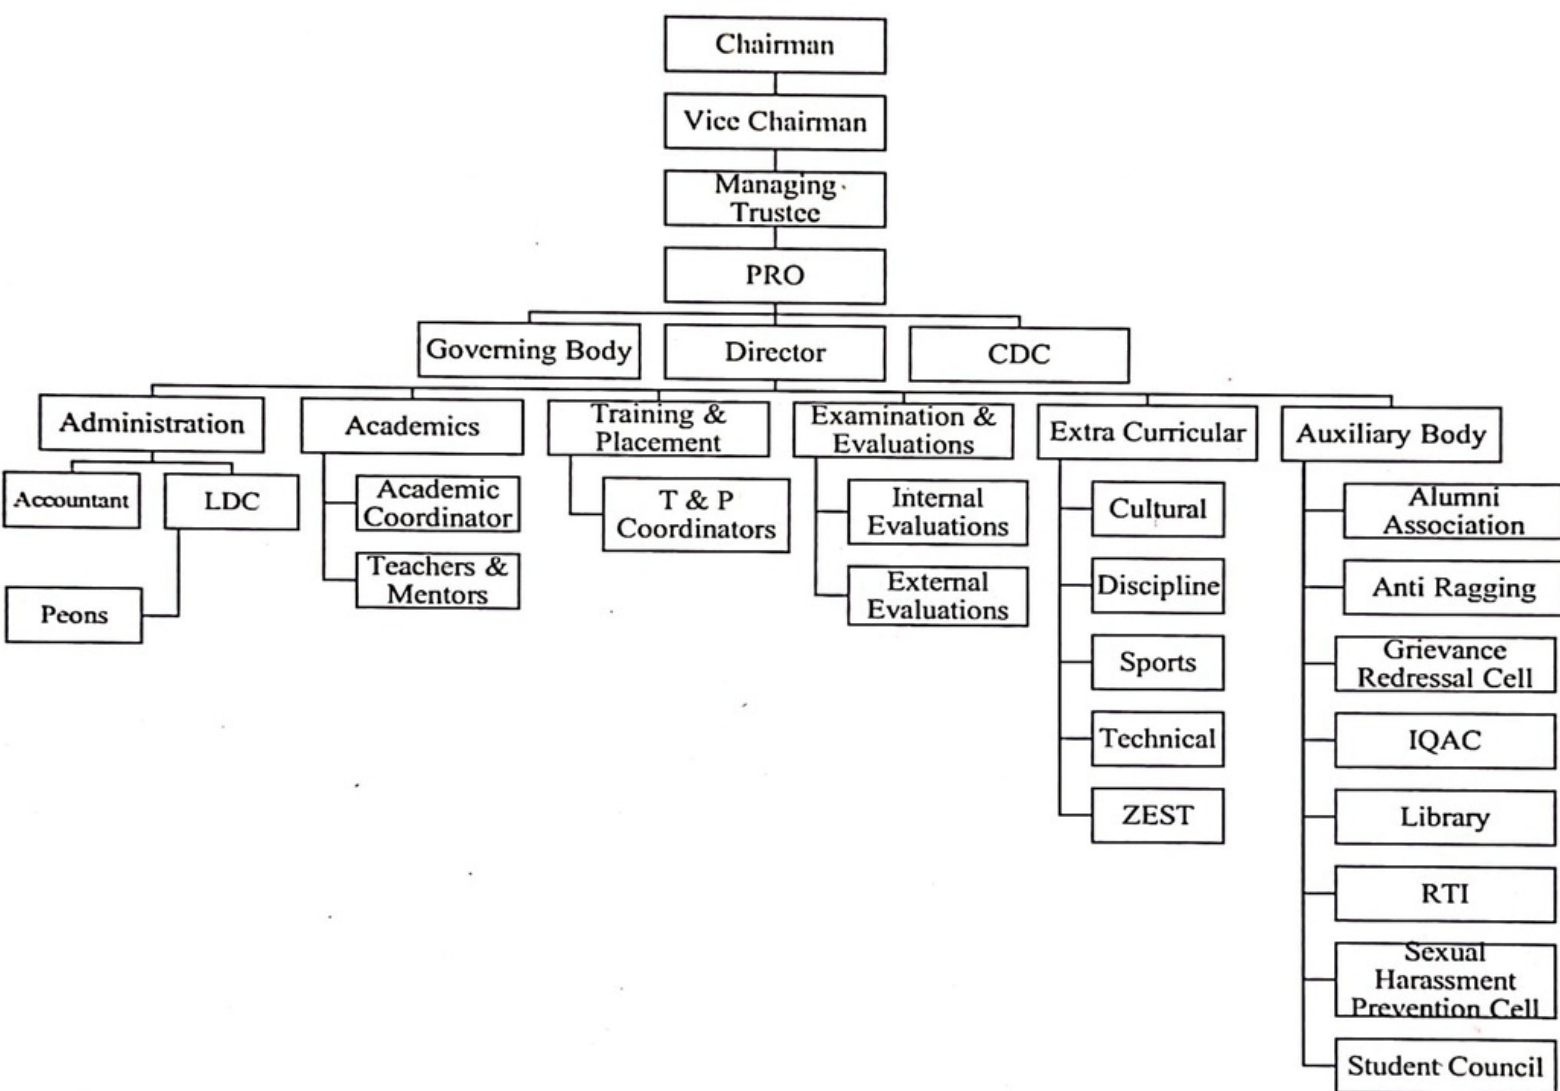 Chairman
Vice Chairman
Managing
Trustee
PRO
Governing Body
Director
CDC
Administration
Academics
Training &
Placement
Examination &
Evaluations
Extra Curricular
Auxiliary Body
Accountant
LDC
Peons
Academic
Coordinator
Teachers &
Mentors
T & P
Coordinators
Internal
Evaluations
External
Evaluations
Cultural
Discipline
Sports
Technical
ZEST
Alumni
Association
Anti Ragging
Grievance
Redressal Cell
IQAC
Library
RTI
Sexual
Harassment
Prevention Cell
Student Council